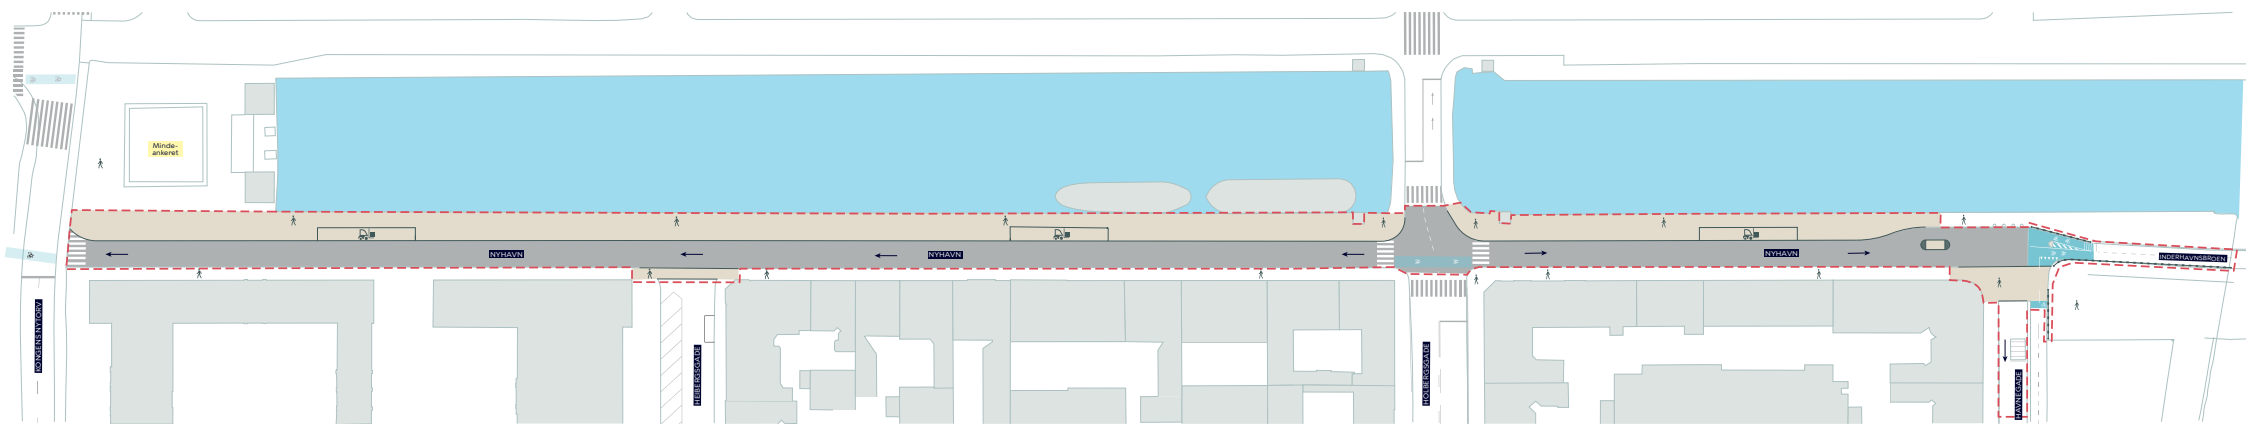 Minde-
ankeret
NYHAVN
NYHAVN
NYHAVN
INDERHAVNSBROEN
KONGENS NYTORV
HEIBERGSGADE
HOLBERGSGADE
HAVNEGADE